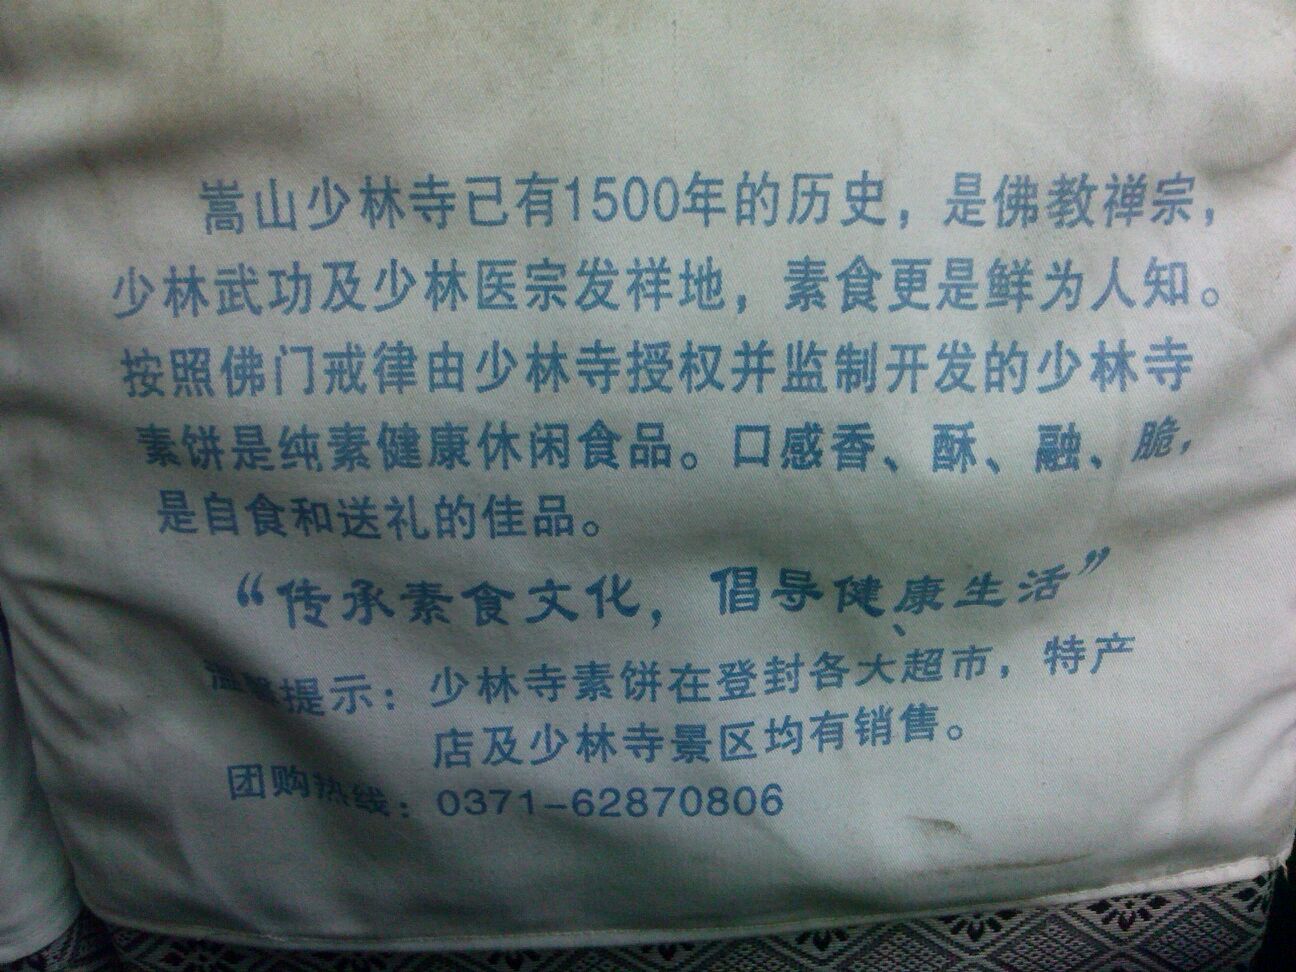 嵩山少林寺已有1500年的历史，是佛教禅宗，
少林武功及少林医宗发祥地，素食更是鲜为人知。
按照佛门戒律由少林寺授权并监制开发的少林寺
素饼是纯素健康休闲食品。口感香、酥、融、脆，
是自食和送礼的佳品。
“传承素食文化，倡导健康生活”
温馨提示：少林寺素饼在登封各大超市，特产
店及少林寺景区均有销售。
团购热线：0371-62870806